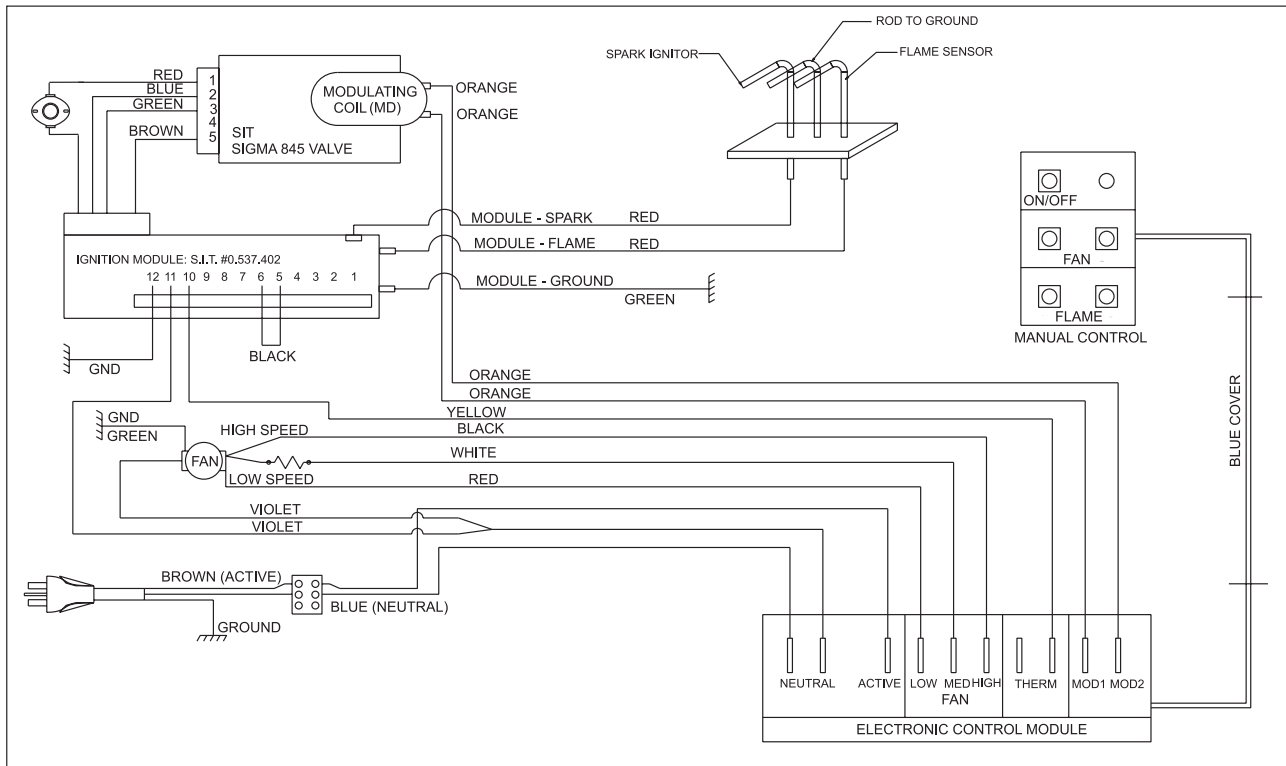 ROD TO GROUND
SPARK IGNITOR
FLAME SENSOR
RED
BLUE
GREEN
BROWN
1
2
3
4
5
SIT
SIGMA 845 VALVE
MODULATING
COIL (MD)
ORANGE
ORANGE
ON/OFF
FAN
FLAME
MANUAL CONTROL
MODULE - SPARK RED
MODULE - FLAME RED
MODULE - GROUND
GREEN
IGNITION MODULE: S.I.T. #0.537.402
12 11 10 9 8 7 6 5 4 3 2 1
GND
BLACK
BLUE COVER
ORANGE
ORANGE
YELLOW
BLACK
WHITE
RED
GND
GREEN
HIGH SPEED
FAN
LOW SPEED
VIOLET
VIOLET
BROWN (ACTIVE)
BLUE (NEUTRAL)
GROUND
NEUTRAL ACTIVE LOW MED HIGH THERM MOD1 MOD2
FAN
ELECTRONIC CONTROL MODULE